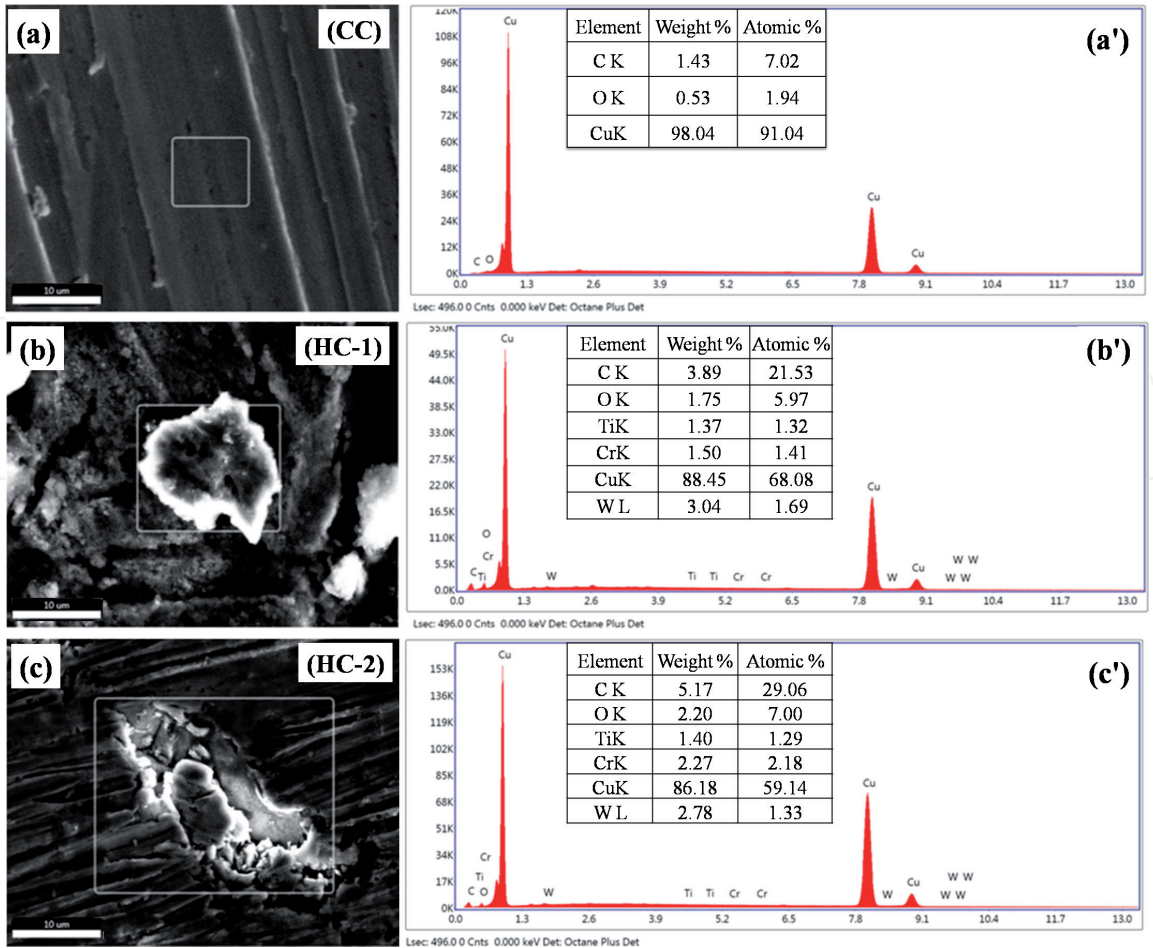 (a)
(CC)
10 um
120K
108K
96K
84K
72K
60K
48K
36K
24K
12K
0K
Cu
Element Weight % Atomic %
C K 1.43 7.02
O K 0.53 1.94
CuK 98.04 91.04
(a')
C O
Cu
Cu
0.0 1.3 2.6 3.9 5.2 6.5 7.8 9.1 10.4 11.7 13.0
Lsec: 496.0 0 Cnts 0.000 keV Det: Octane Plus Det
(b)
(HC-1)
10 um
55.0K
49.5K
44.0K
38.5K
33.0K
27.5K
22.0K
16.5K
11.0K
5.5K
0.0K
Cu
Element Weight % Atomic %
C K 3.89 21.53
O K 1.75 5.97
TiK 1.37 1.32
CrK 1.50 1.41
CuK 88.45 68.08
W L 3.04 1.69
(b')
O
Cr
C Ti
W
Ti Ti Cr Cr
Cu
W
Cu
W W
W W
0.0 1.3 2.6 3.9 5.2 6.5 7.8 9.1 10.4 11.7 13.0
Lsec: 496.0 0 Cnts 0.000 keV Det: Octane Plus Det
(c)
(HC-2)
10 um
153K
136K
119K
102K
85K
68K
51K
34K
17K
0K
Cu
Element Weight % Atomic %
C K 5.17 29.06
O K 2.20 7.00
TiK 1.40 1.29
CrK 2.27 2.18
CuK 86.18 59.14
W L 2.78 1.33
(c')
Cr
Ti
C O
W
Ti Ti Cr Cr
Cu
W
Cu
W W
W W
0.0 1.3 2.6 3.9 5.2 6.5 7.8 9.1 10.4 11.7 13.0
Lsec: 496.0 0 Cnts 0.000 keV Det: Octane Plus Det